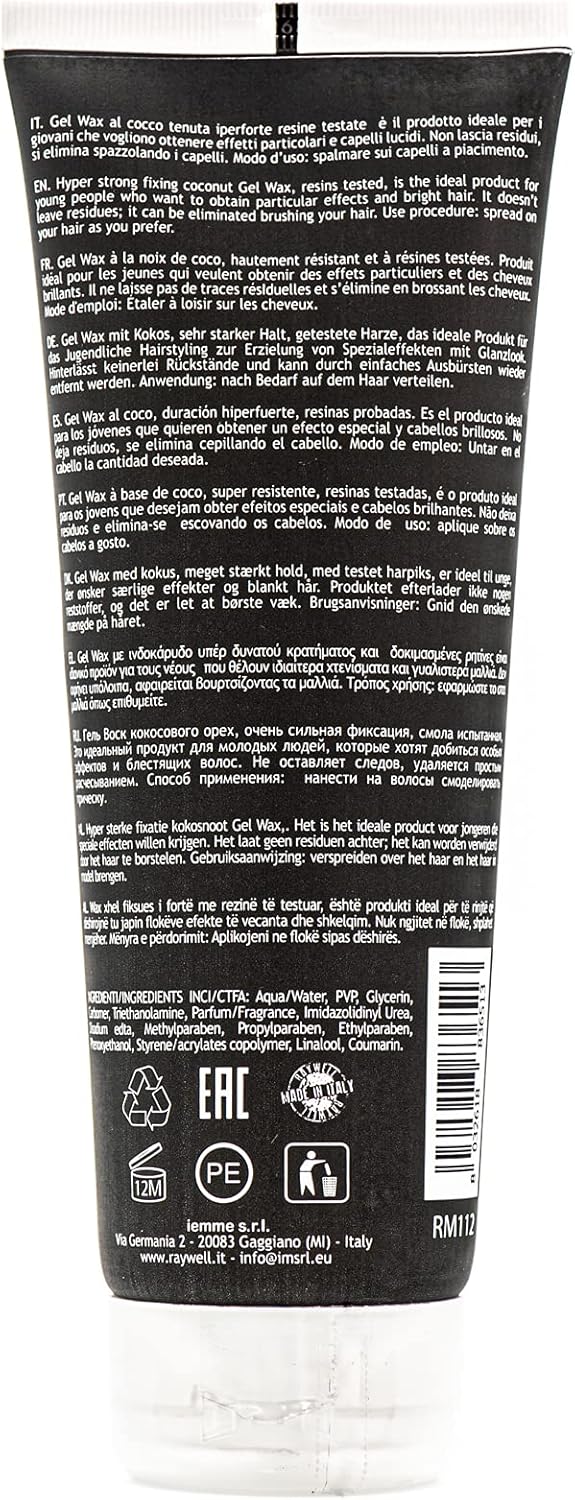 IT. Gel Wax al cocco tenuta iperforte resine testate è il prodotto ideale per i
giovani che vogliono ottenere effetti particolari e capelli lucidi. Non lascia residui,
si elimina spazzolando i capelli. Modo d'uso: spalmare sui capelli a piacimento.
EN. Hyper strong fixing coconut Gel Wax, resins tested, is the ideal product for
young people who want to obtain particular effects and bright hair. It doesn't
leave residues; it can be eliminated brushing your hair. Use procedure: spread on
your hair as you prefer.
FR. Gel Wax à la noix de coco, hautement résistant et à résines testées. Produit
idéal pour les jeunes qui veulent obtenir des effets particuliers et des cheveux
brillants. Il ne laisse pas de traces résiduelles et s'élimine en brossant les cheveux.
Mode d'emploi: Étaler à loisir sur les cheveux.
DE. Gel Wax mit Kokos, sehr starker Halt, getestete Harze, das ideale Produkt für
das Jugendliche Hairstyling zur Erzielung von Spezialeffekten mit Glanzlook.
Hinterlässt keinerlei Rückstände und kann durch einfaches Ausbürsten wieder
entfernt werden. Anwendung: nach Bedarf auf dem Haar verteilen.
ES. Gel Wax al coco, duración hiperfuerte, resinas probadas. Es el producto ideal
para los jóvenes que quieren obtener un efecto especial y cabellos brillosos. No
deja residuos, se elimina cepillando el cabello. Modo de empleo: Untar en el
cabello la cantidad deseada.
PT. Gel Wax à base de coco, super resistente, resinas testadas, é o produto ideal
para os jovens que desejam obter efeitos especiais e cabelos brilhantes. Não deixa
resíduos e elimina-se escovando os cabelos. Modo de uso: aplique sobre os
cabelos a gosto.
DK. Gel Wax med kokus, meget stærkt hold, med testet harpiks, er ideel til unge,
der ønsker særlige effekter og blankt hår. Produktet efterlader ikke nogen
reststoffer, og det er let at børste væk. Brugsanvisninger: Gnid den ønskede
mængde på håret.
EL. Gel Wax με ινδοκάρυδο υπέρ δυνατού κρατήματος και δοκιμασμένες ρητίνες είναι
ιδανικό προϊόν για τους νέους που θέλουν ιδιαίτερα χτενίσματα και γυαλιστερά μαλλιά. Δεν
αφήνει υπόλοιπα, αφαιρείται βουρτσίζοντας τα μαλλιά. Τρόπος χρήσης: εφαρμώστε το στα
μαλλιά όπως επιθυμείτε.
RU. Гель Воск кокосового орех, очень сильная фиксация, смола испытанная,
Это идеальный продукт для молодых людей, которые хотят добиться особых
эффектов и блестящих волос. Не оставляет следов, удаляется простым
расчесыванием. Способ применения: нанести на волосы смоделировать
прическу.
NL. Hyper sterke fixatie kokosnoot Gel Wax,. Het is het ideale product voor jongeren die
speciale effecten willen krijgen. Het laat geen residuen achter; het kan worden verwijderd
door het haar te borstelen. Gebruiksaanwijzing: verspreiden over het haar en het haar in
model brengen.
AL. Wax xhel fiksues i fortë me rezinë të testuar, është produkti ideal për të rinjtë që
dëshirojnë tu japin flokëve efekte të vecanta dhe shkelqim. Nuk ngjitet në flokë, shpëlahet
menjëher. Mënyra e përdorimit: Aplikojeni ne flokë sipas dëshirës.
INGREDIENTI/INGREDIENTS INCI/CTFA: Aqua/Water, PVP, Glycerin,
Carbomer, Triethanolamine, Parfum/Fragrance, Imidazolidinyl Urea,
Disodium edta, Methylparaben, Propylparaben, Ethylparaben,
Phenoxyethanol, Styrene/acrylates copolymer, Linalool, Coumarin.
EAC
RAYWELL
MADE IN ITALY
RAYWELL
12M
PE
8 032618 836513
RM112
iemme s.r.l.
Via Germania 2 - 20083 Gaggiano (MI) - Italy
www.raywell.it - info@imsrl.eu